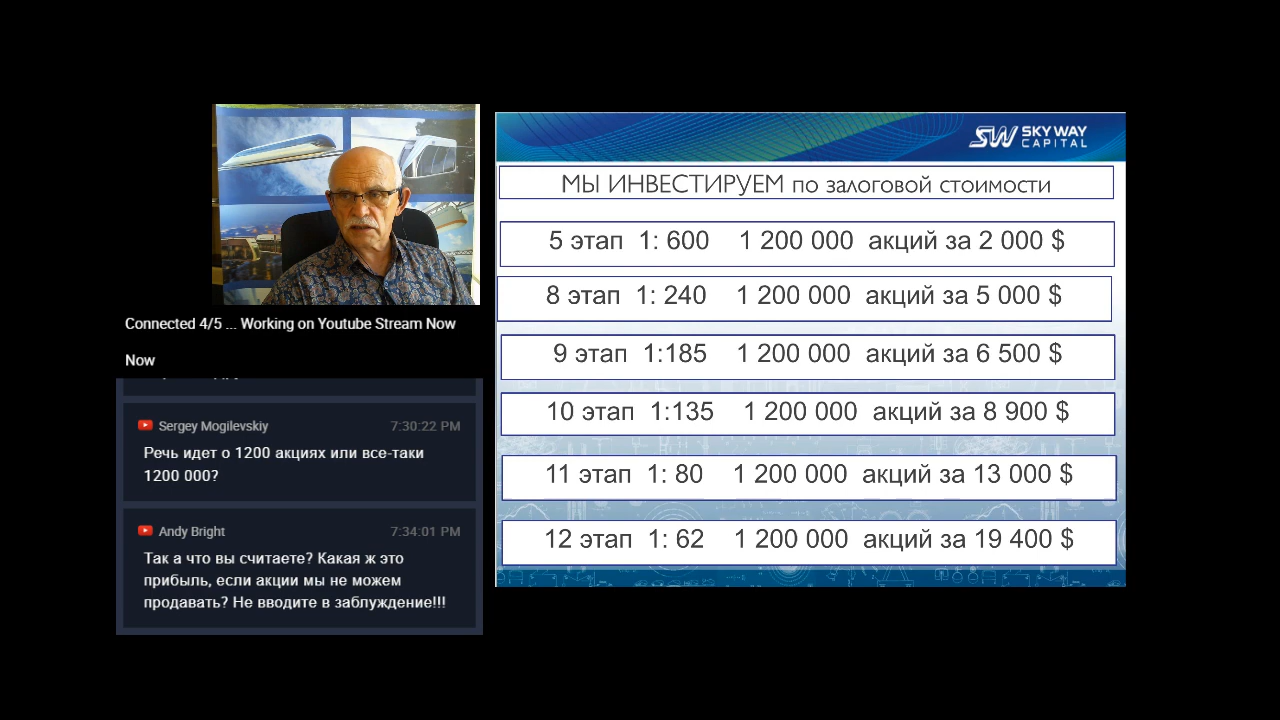 SW SKY WAY
CAPITAL
МЫ ИНВЕСТИРУЕМ по залоговой стоимости
5 этап 1: 600 1 200 000 акций за 2 000 $
8 этап 1: 240 1 200 000 акций за 5 000 $
9 этап 1:185 1 200 000 акций за 6 500 $
10 этап 1:135 1 200 000 акций за 8 900 $
11 этап 1: 80 1 200 000 акций за 13 000 $
12 этап 1: 62 1 200 000 акций за 19 400 $
Connected 4/5 ... Working on Youtube Stream Now
Now
Sergey Mogilevskiy 7:30:22 PM
Речь идет о 1200 акциях или все-таки
1200 000?
Andy Bright 7:34:01 PM
Так а что вы считаете? Какая ж это
прибыль, если акции мы не можем
продавать? Не вводите в заблуждение!!!